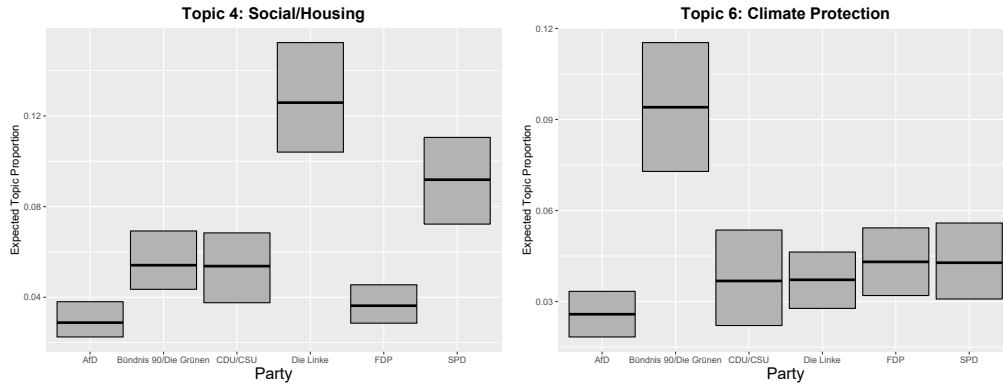 Topic 4: Social/Housing
Expected Topic Proportion
0.12
0.08
0.04
AfD
Bündnis 90/Die Grünen
CDU/CSU
Die Linke
FDP
SPD
Party
Topic 6: Climate Protection
Expected Topic Proportion
0.12
0.09
0.06
0.03
AfD
Bündnis 90/Die Grünen
CDU/CSU
Die Linke
FDP
SPD
Party